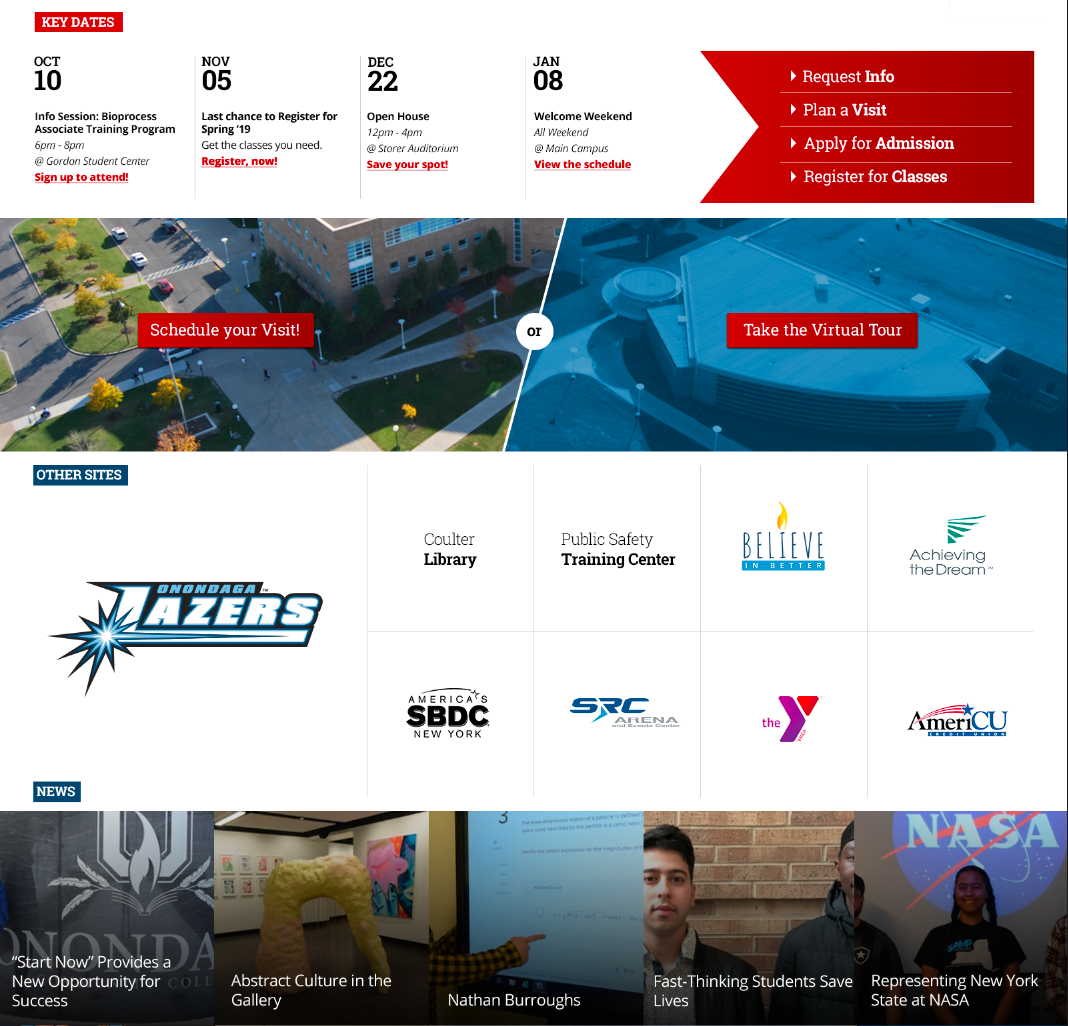 KEY DATES
OCT
10
Info Session: Bioprocess
Associate Training Program
6pm - 8pm
@ Gordon Student Center
Sign up to attend!
NOV
05
Last chance to Register for
Spring '19
Get the classes you need.
Register, now!
DEC
22
Open House
12pm - 4pm
@ Storer Auditorium
Save your spot!
JAN
08
Welcome Weekend
All Weekend
@ Main Campus
View the schedule
Request Info
Plan a Visit
Apply for Admission
Register for Classes
Schedule your Visit!
or
Take the Virtual Tour
OTHER SITES
ONONDAGA™
LAZERS
Coulter
Library
Public Safety
Training Center
BELIEVE
IN BETTER
Achieving
the Dream™
AMERICA'S
SBDC
NEW YORK
SRC
ARENA
and Events Center
the Y
YMCA
AmeriCU
CREDIT UNION
NEWS
ONONDA
COLL
“Start Now” Provides a
New Opportunity for
Success
Abstract Culture in the
Gallery
3
Nathan Burroughs
Fast-Thinking Students Save
Lives
NASA
Representing New York
State at NASA